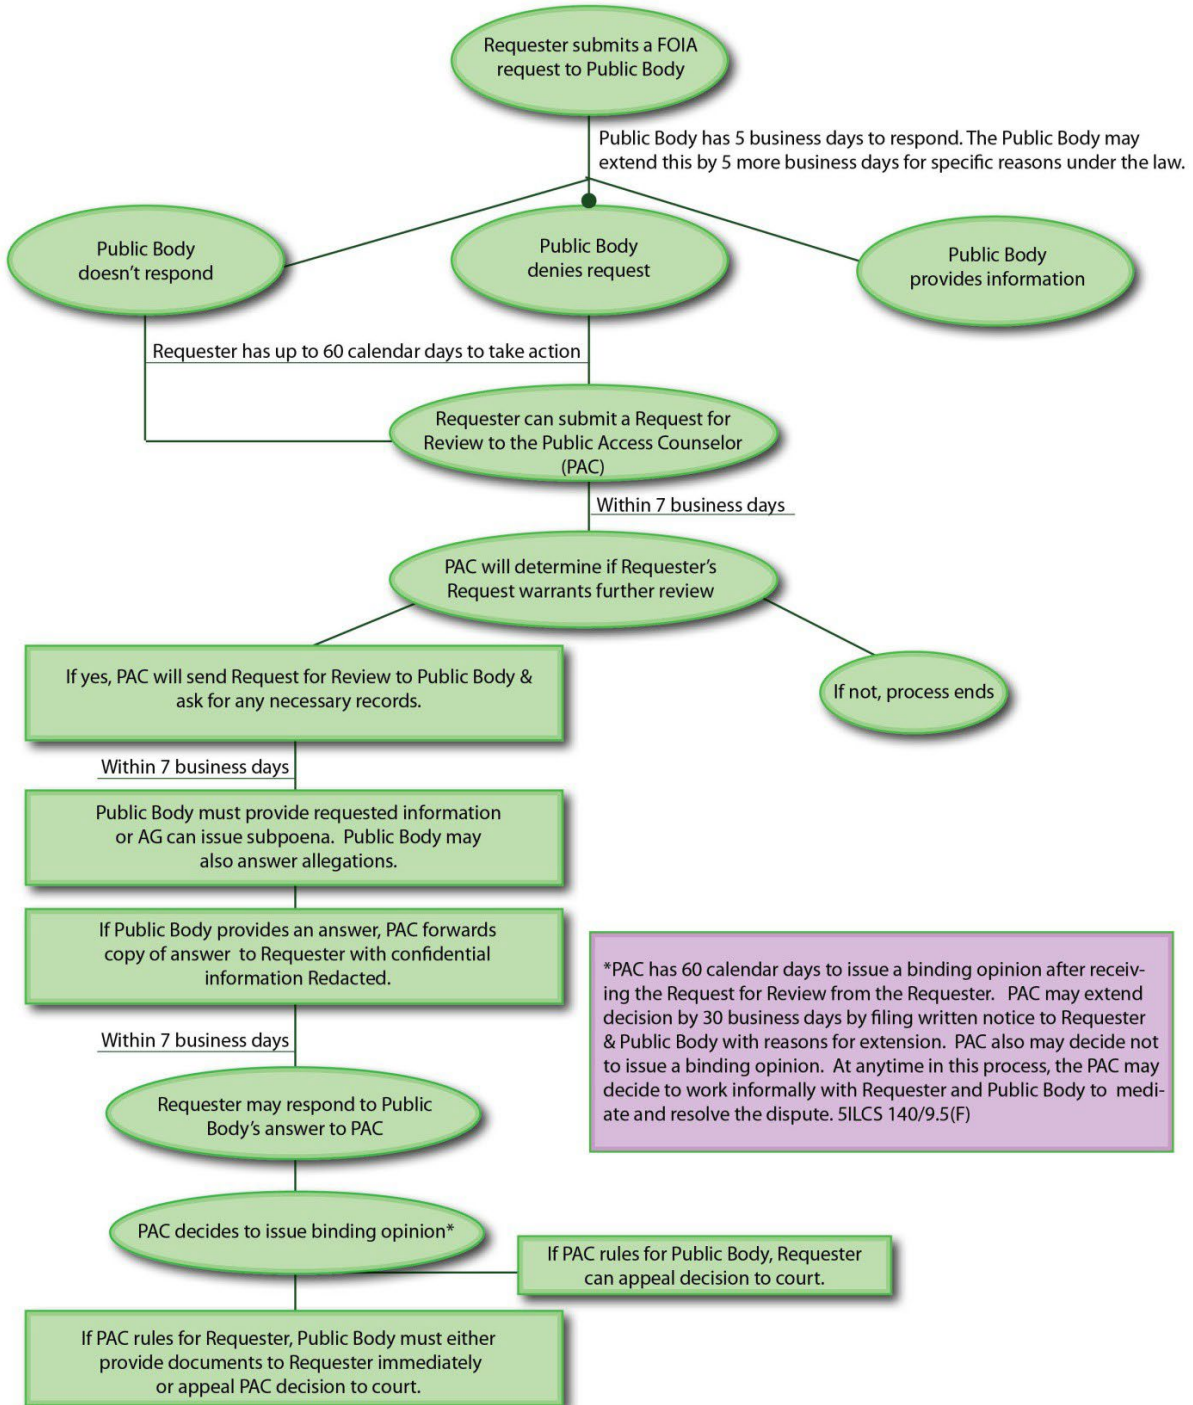 Requester submits a FOIA
request to Public Body
Public Body has 5 business days to respond. The Public Body may
extend this by 5 more business days for specific reasons under the law.
Public Body
doesn't respond
Public Body
denies request
Public Body
provides information
Requester has up to 60 calendar days to take action
Requester can submit a Request for
Review to the Public Access Counselor
(PAC)
Within 7 business days
PAC will determine if Requester's
Request warrants further review
If yes, PAC will send Request for Review to Public Body &
ask for any necessary records.
If not, process ends
Within 7 business days
Public Body must provide requested information
or AG can issue subpoena. Public Body may
also answer allegations.
If Public Body provides an answer, PAC forwards
copy of answer to Requester with confidential
information Redacted.
*PAC has 60 calendar days to issue a binding opinion after receiv-
ing the Request for Review from the Requester. PAC may extend
decision by 30 business days by filing written notice to Requester
& Public Body with reasons for extension. PAC also may decide not
to issue a binding opinion. At anytime in this process, the PAC may
decide to work informally with Requester and Public Body to medi-
ate and resolve the dispute. 5ILCS 140/9.5(F)
Within 7 business days
Requester may respond to Public
Body's answer to PAC
PAC decides to issue binding opinion*
If PAC rules for Public Body, Requester
can appeal decision to court.
If PAC rules for Requester, Public Body must either
provide documents to Requester immediately
or appeal PAC decision to court.